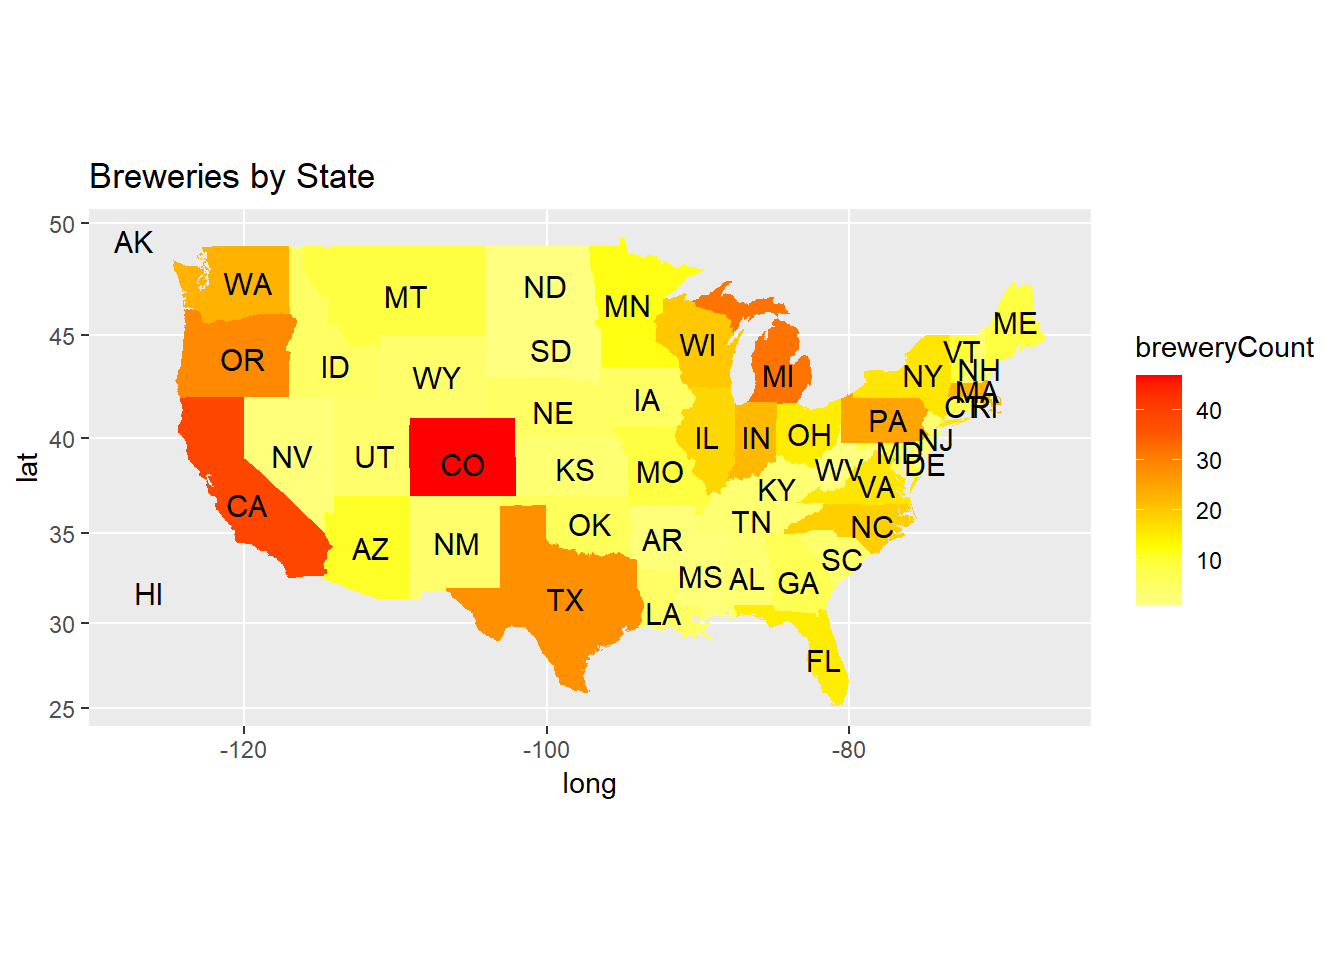 Breweries by State
50
AK
WA
MT
ND
MN
ME
45
OR
ID
WY
SD
WI
MI
NY
VT
NH
MA
CT
RI
NE
IA
40
NV
UT
CO
KS
MO
IL
IN
OH
PA
NJ
MD
DE
WV
VA
KY
CA
35
AZ
NM
OK
AR
TN
NC
SC
MS
AL
GA
HI
TX
LA
30
FL
25
lat
-120
-100
-80
long
breweryCount
40
30
20
10